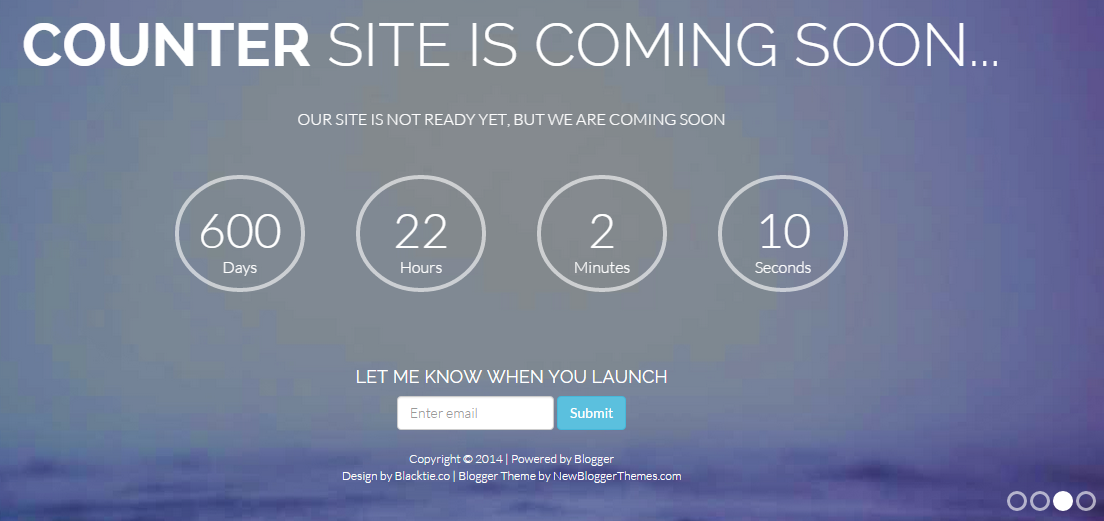 COUNTER SITE IS COMING SOON...
OUR SITE IS NOT READY YET, BUT WE ARE COMING SOON
600 22 2 10
Days Hours Minutes Seconds
LET ME KNOW WHEN YOU LAUNCH
Enter email Submit
Copyright © 2014 | Powered by Blogger
Design by Blacktie.co | Blogger Theme by NewBloggerThemes.com